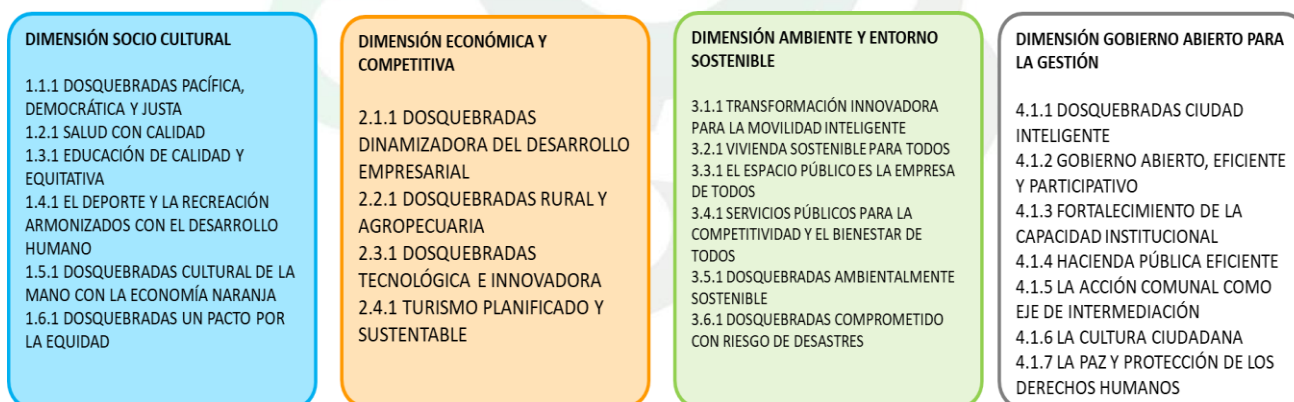 DIMENSIÓN SOCIO CULTURAL
1.1.1 DOSQUEBRADAS PACÍFICA,
DEMOCRÁTICA Y JUSTA
1.2.1 SALUD CON CALIDAD
1.3.1 EDUCACIÓN DE CALIDAD Y
EQUITATIVA
1.4.1 EL DEPORTE Y LA RECREACIÓN
ARMONIZADOS CON EL DESARROLLO
HUMANO
1.5.1 DOSQUEBRADAS CULTURAL DE LA
MANO CON LA ECONOMÍA NARANJA
1.6.1 DOSQUEBRADAS UN PACTO POR
LA EQUIDAD
DIMENSIÓN ECONÓMICA Y
COMPETITIVA
2.1.1 DOSQUEBRADAS
DINAMIZADORA DEL DESARROLLO
EMPRESARIAL
2.2.1 DOSQUEBRADAS RURAL Y
AGROPECUARIA
2.3.1 DOSQUEBRADAS
TECNOLÓGICA E INNOVADORA
2.4.1 TURISMO PLANIFICADO Y
SUSTENTABLE
DIMENSIÓN AMBIENTE Y ENTORNO
SOSTENIBLE
3.1.1 TRANSFORMACIÓN INNOVADORA
PARA LA MOVILIDAD INTELIGENTE
3.2.1 VIVIENDA SOSTENIBLE PARA TODOS
3.3.1 EL ESPACIO PÚBLICO ES LA EMPRESA
DE TODOS
3.4.1 SERVICIOS PÚBLICOS PARA LA
COMPETITIVIDAD Y EL BIENESTAR DE
TODOS
3.5.1 DOSQUEBRADAS AMBIENTALMENTE
SOSTENIBLE
3.6.1 DOSQUEBRADAS COMPROMETIDO
CON RIESGO DE DESASTRES
DIMENSIÓN GOBIERNO ABIERTO PARA
LA GESTIÓN
4.1.1 DOSQUEBRADAS CIUDAD
INTELIGENTE
4.1.2 GOBIERNO ABIERTO, EFICIENTE
Y PARTICIPATIVO
4.1.3 FORTALECIMIENTO DE LA
CAPACIDAD INSTITUCIONAL
4.1.4 HACIENDA PÚBLICA EFICIENTE
4.1.5 LA ACCIÓN COMUNAL COMO
EJE DE INTERMEDIACIÓN
4.1.6 LA CULTURA CIUDADANA
4.1.7 LA PAZ Y PROTECCIÓN DE LOS
DERECHOS HUMANOS